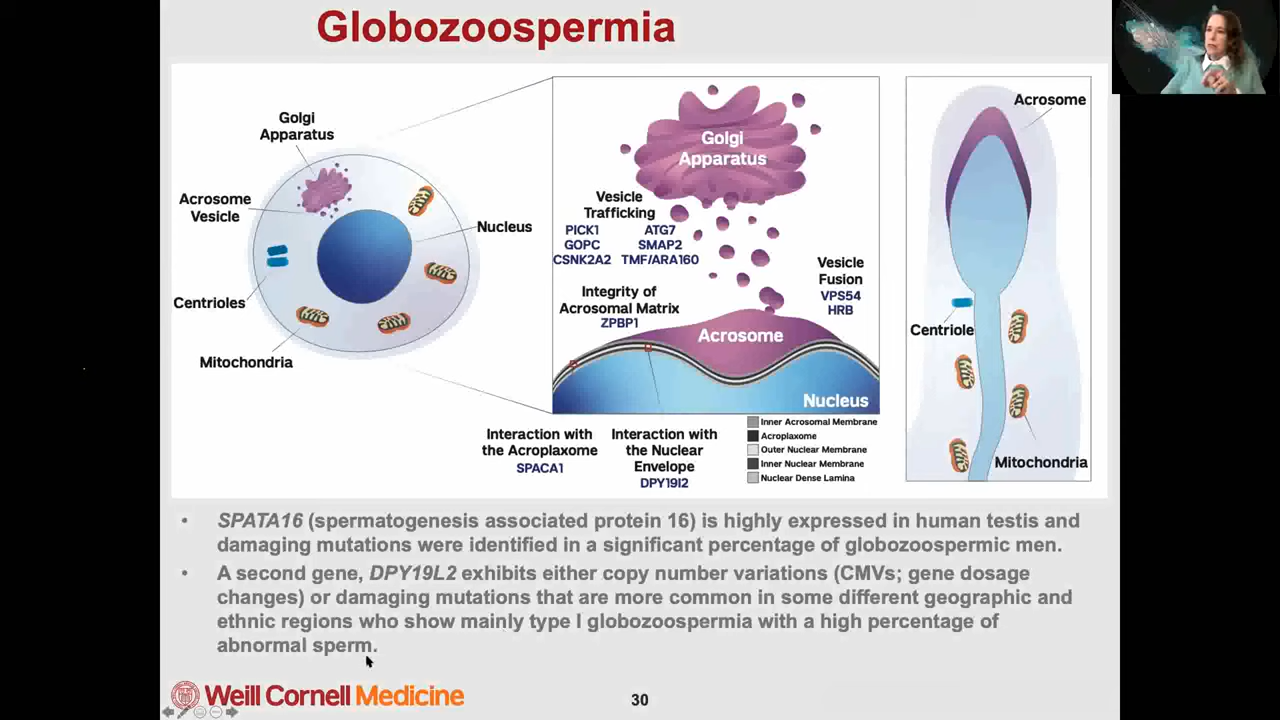 Globozoospermia
Golgi
Apparatus
Acrosome
Vesicle
Nucleus
Centrioles
Mitochondria
Golgi
Apparatus
Vesicle
Trafficking
PICK1 ATG7
GOPC SMAP2
CSNK2A2 TMF/ARA160
Vesicle
Fusion
VPS54
HRB
Integrity of
Acrosomal Matrix
ZPBP1
Acrosome
Nucleus
Interaction with
the Acroplaxome
SPACA1
Interaction with
the Nuclear
Envelope
DPY19l2
Inner Acrosomal Membrane
Acroplaxome
Outer Nuclear Membrane
Inner Nuclear Membrane
Nuclear Dense Lamina
Acrosome
Centriole
Mitochondria
• SPATA16 (spermatogenesis associated protein 16) is highly expressed in human testis and
damaging mutations were identified in a significant percentage of globozoospermic men.
• A second gene, DPY19L2 exhibits either copy number variations (CMVs; gene dosage
changes) or damaging mutations that are more common in some different geographic and
ethnic regions who show mainly type I globozoospermia with a high percentage of
abnormal sperm.
Weill Cornell Medicine
30